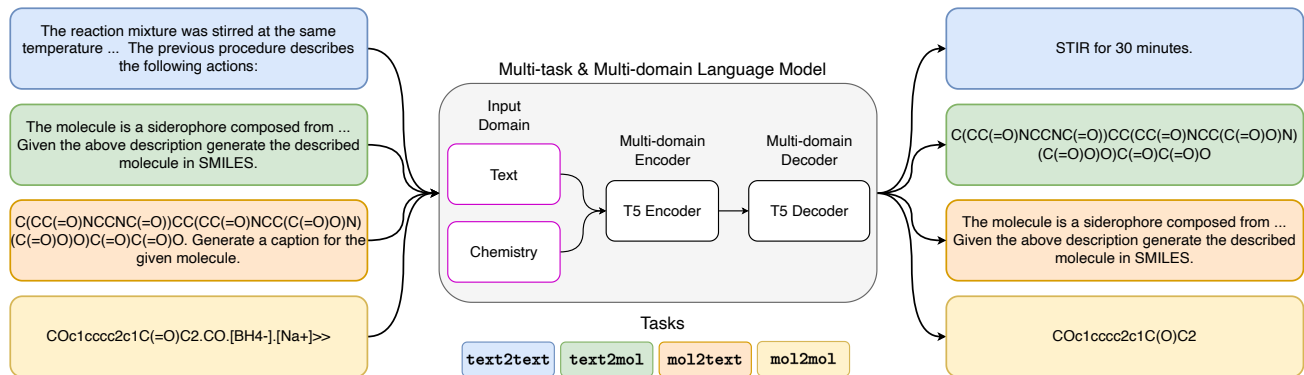 The reaction mixture was stirred at the same
temperature ... The previous procedure describes
the following actions:
The molecule is a siderophore composed from ...
Given the above description generate the described
molecule in SMILES.
C(CC(=O)NCCNC(=O))CC(CC(=O)NCC(C(=O)O)N)
(C(=O)O)O)C(=O)C(=O)O. Generate a caption for the
given molecule.
COc1cccc2c1C(=O)C2.CO.[BH4-].[Na+]>>
Multi-task & Multi-domain Language Model
Input
Domain
Text
Chemistry
Multi-domain
Encoder
T5 Encoder
Multi-domain
Decoder
T5 Decoder
Tasks
text2text
text2mol
mol2text
mol2mol
STIR for 30 minutes.
C(CC(=O)NCCNC(=O))CC(CC(=O)NCC(C(=O)O)N)
(C(=O)O)O)C(=O)C(=O)O
The molecule is a siderophore composed from ...
Given the above description generate the described
molecule in SMILES.
COc1cccc2c1C(O)C2